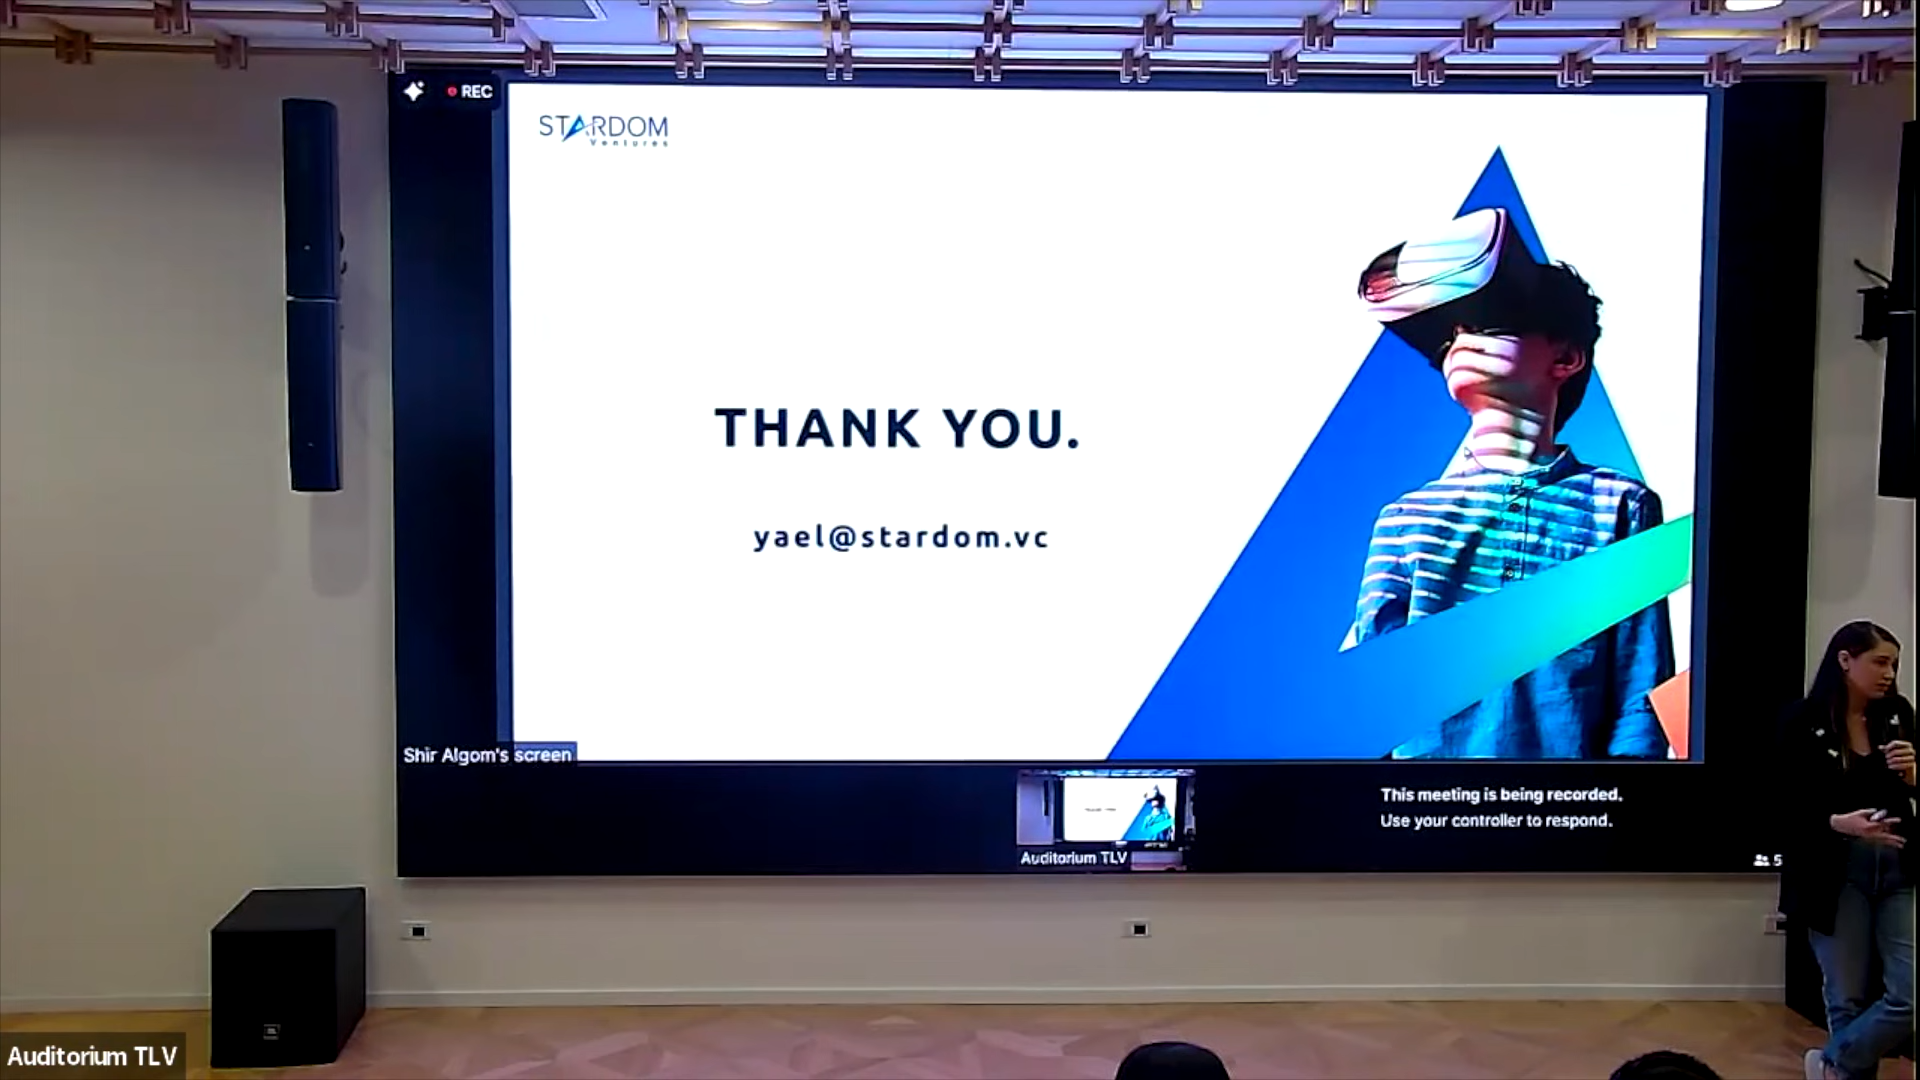 REC
STARDOM
Ventures
THANK YOU.
yael@stardom.vc
Shir Algom's screen
This meeting is being recorded.
Use your controller to respond.
Auditorium TLV
5
Auditorium TLV